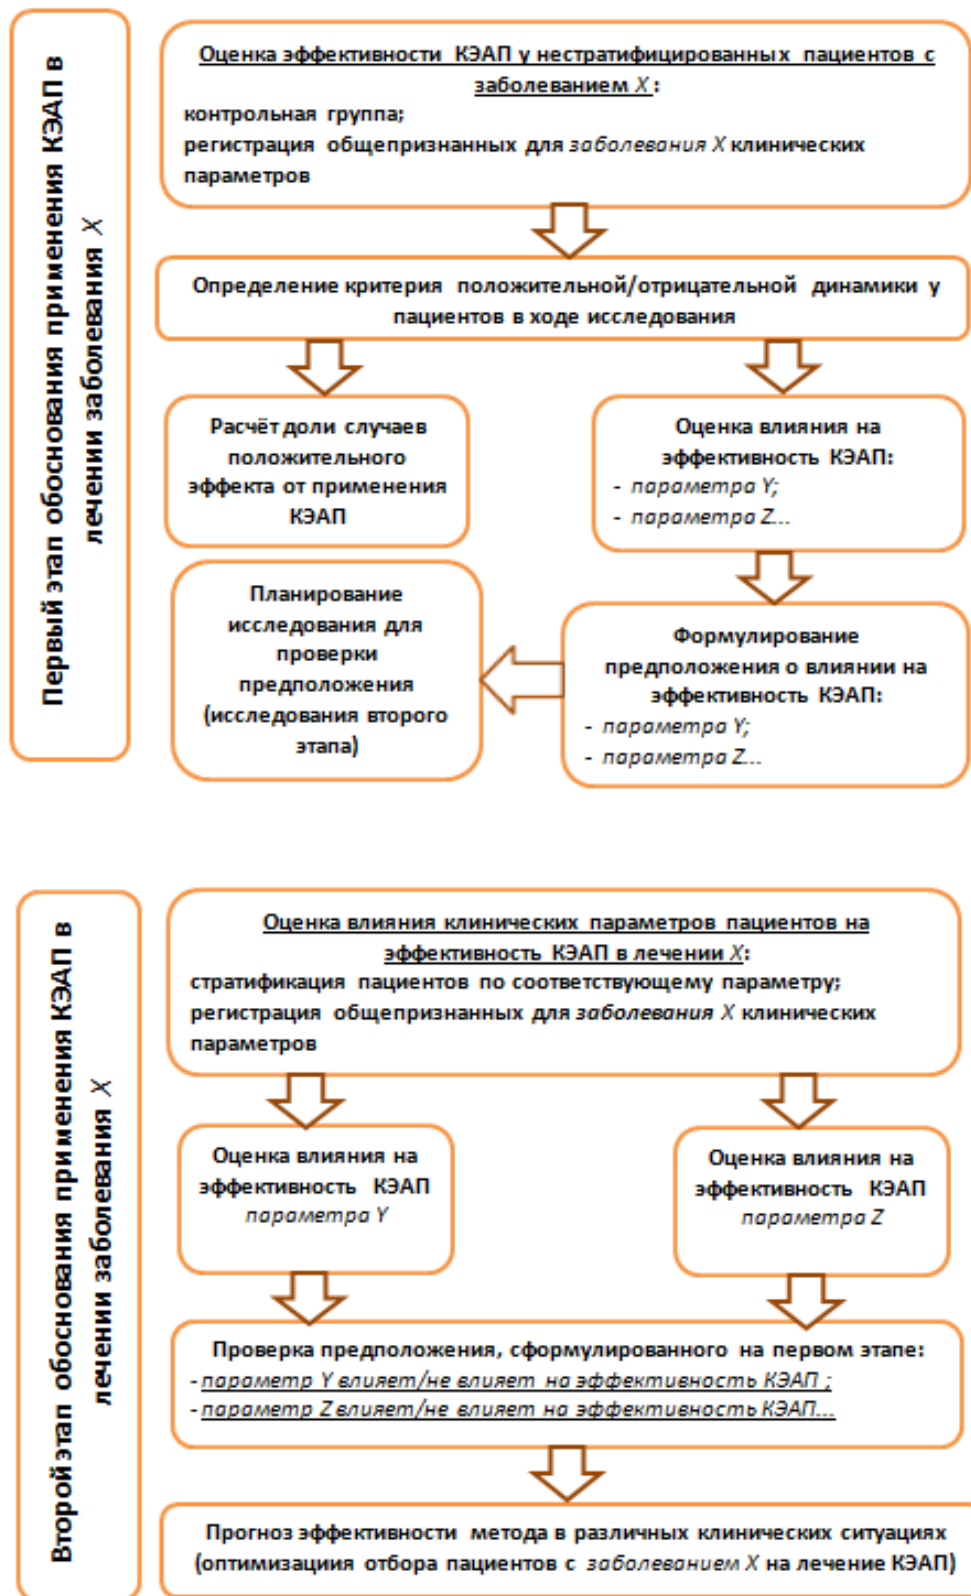 Первый этап обоснования применения КЭАП в
лечении заболевания X
Оценка эффективности КЭАП у нестратифицированных пациентов с
заболеванием X :
контрольная группа;
регистрация общепризнанных для заболевания X клинических
параметров
Определение критерия положительной/отрицательной динамики у
пациентов в ходе исследования
Расчёт доли случаев
положительного
эффекта от применения
КЭАП
Оценка влияния на
эффективность КЭАП:
- параметра Y;
- параметра Z...
Планирование
исследования для
проверки
предположения
(исследования второго
этапа)
Формулирование
предположения о влиянии на
эффективность КЭАП:
- параметра Y;
- параметра Z...
Второй этап обоснования применения КЭАП в
лечении заболевания X
Оценка влияния клинических параметров пациентов на
эффективность КЭАП в лечении X:
стратификация пациентов по соответствующему параметру;
регистрация общепризнанных для заболевания X клинических
параметров
Оценка влияния на
эффективность КЭАП
параметра Y
Оценка влияния на
эффективность КЭАП
параметра Z
Проверка предположения, сформулированного на первом этапе:
- параметр Y влияет/не влияет на эффективность КЭАП ;
- параметр Z влияет/не влияет на эффективность КЭАП...
Прогноз эффективности метода в различных клинических ситуациях
(оптимизациия отбора пациентов с заболеванием X на лечение КЭАП)